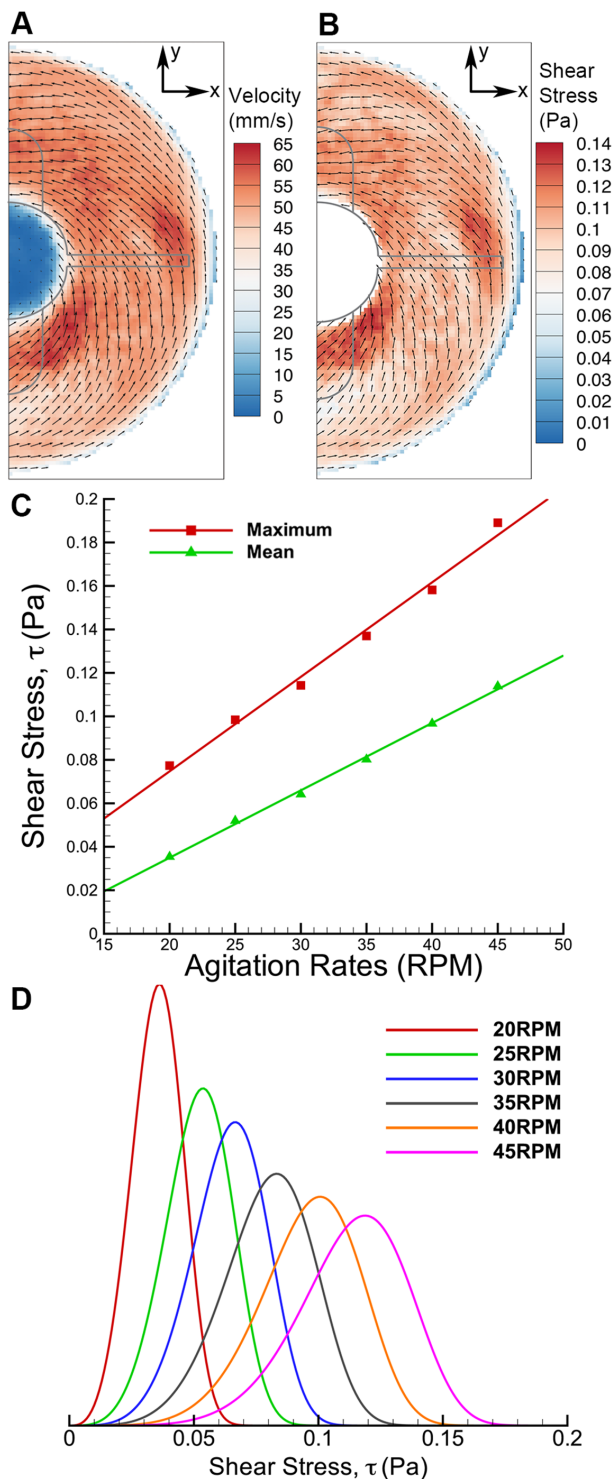 A
y
x
Velocity
(mm/s)
65
60
55
50
45
40
35
30
25
20
15
10
5
0
B
y
x
Shear
Stress
(Pa)
0.14
0.13
0.12
0.11
0.1
0.09
0.08
0.07
0.06
0.05
0.04
0.03
0.02
0.01
0
C
Maximum
Mean
Shear Stress, τ (Pa)
0.2
0.18
0.16
0.14
0.12
0.1
0.08
0.06
0.04
0.02
0
15 20 25 30 35 40 45 50
Agitation Rates (RPM)
D
20RPM
25RPM
30RPM
35RPM
40RPM
45RPM
0 0.05 0.1 0.15 0.2
Shear Stress, τ (Pa)